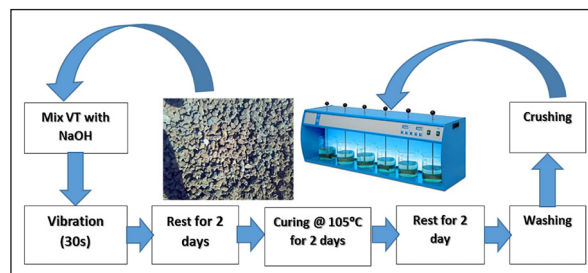 Mix VT with
NaOH
Vibration
(30s)
Rest for 2
days
Curing @ 105°C
for 2 days
Rest for 2
day
Washing
Crushing